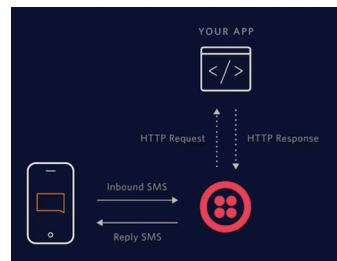 YOUR APP
</>
HTTP Request
HTTP Response
Inbound SMS
Reply SMS